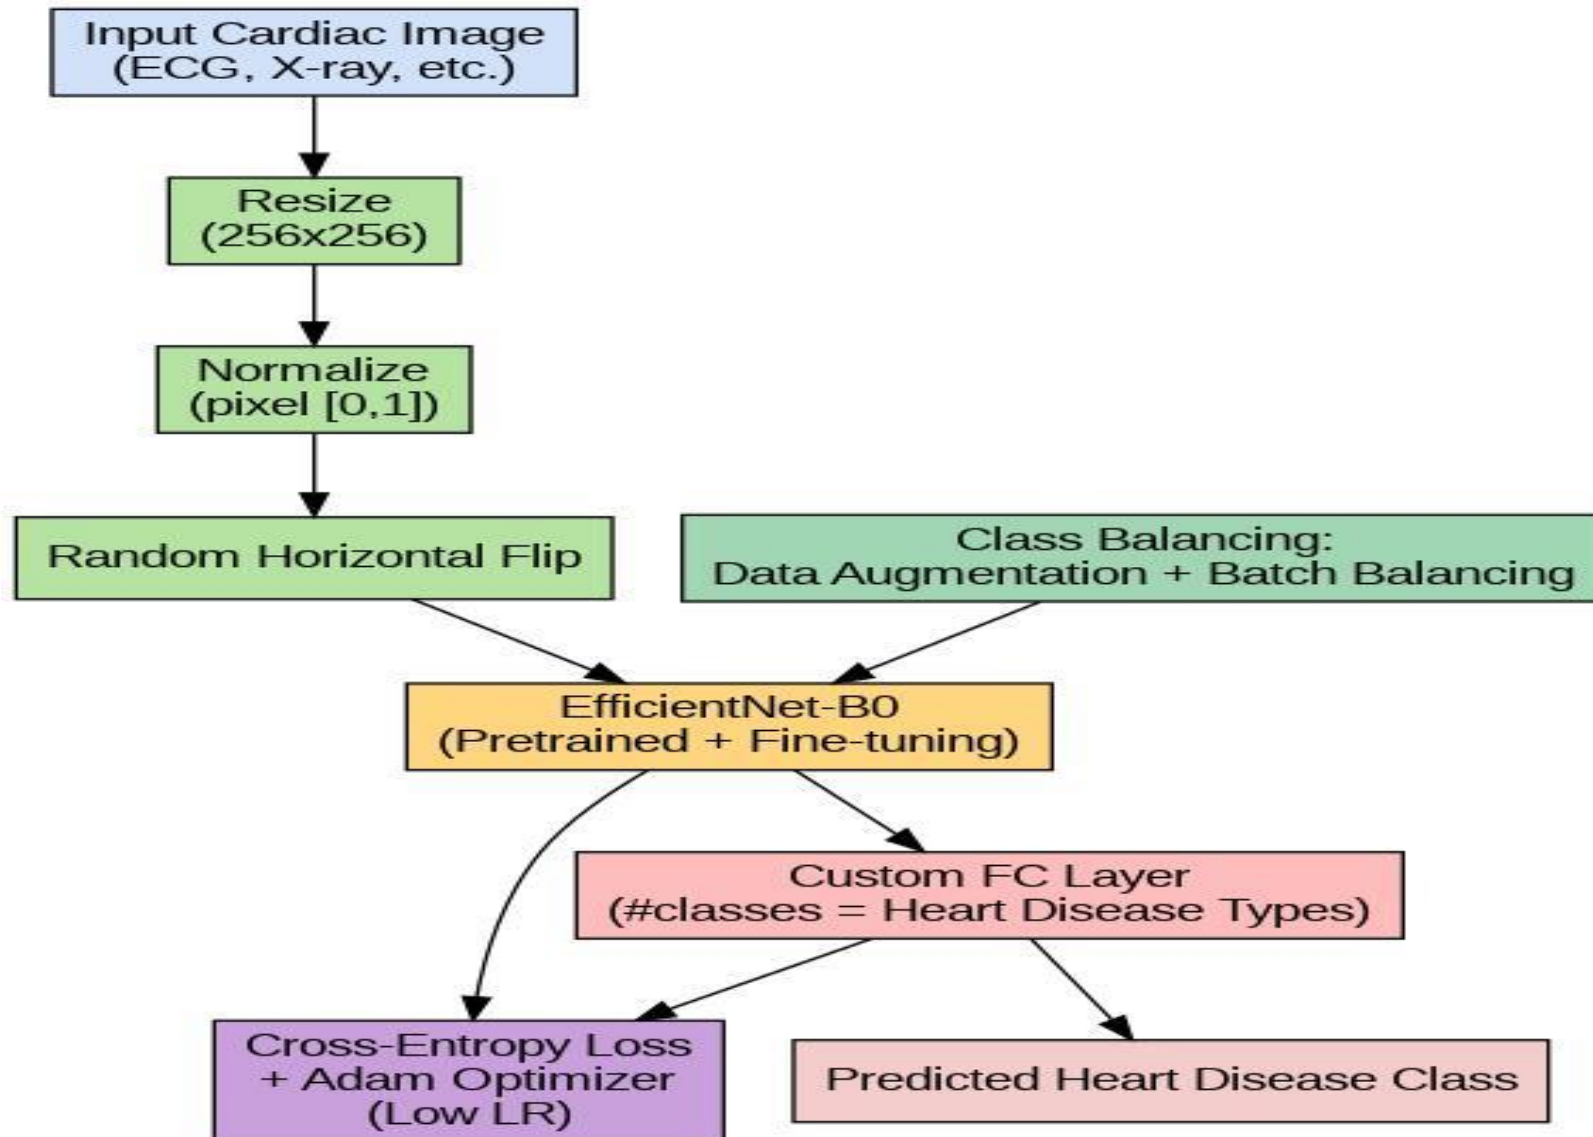 Input Cardiac Image
(ECG, X-ray, etc.)
Resize
(256x256)
Normalize
(pixel [0,1])
Random Horizontal Flip
Class Balancing:
Data Augmentation + Batch Balancing
EfficientNet-B0
(Pretrained + Fine-tuning)
Custom FC Layer
(#classes = Heart Disease Types)
Cross-Entropy Loss
+ Adam Optimizer
(Low LR)
Predicted Heart Disease Class